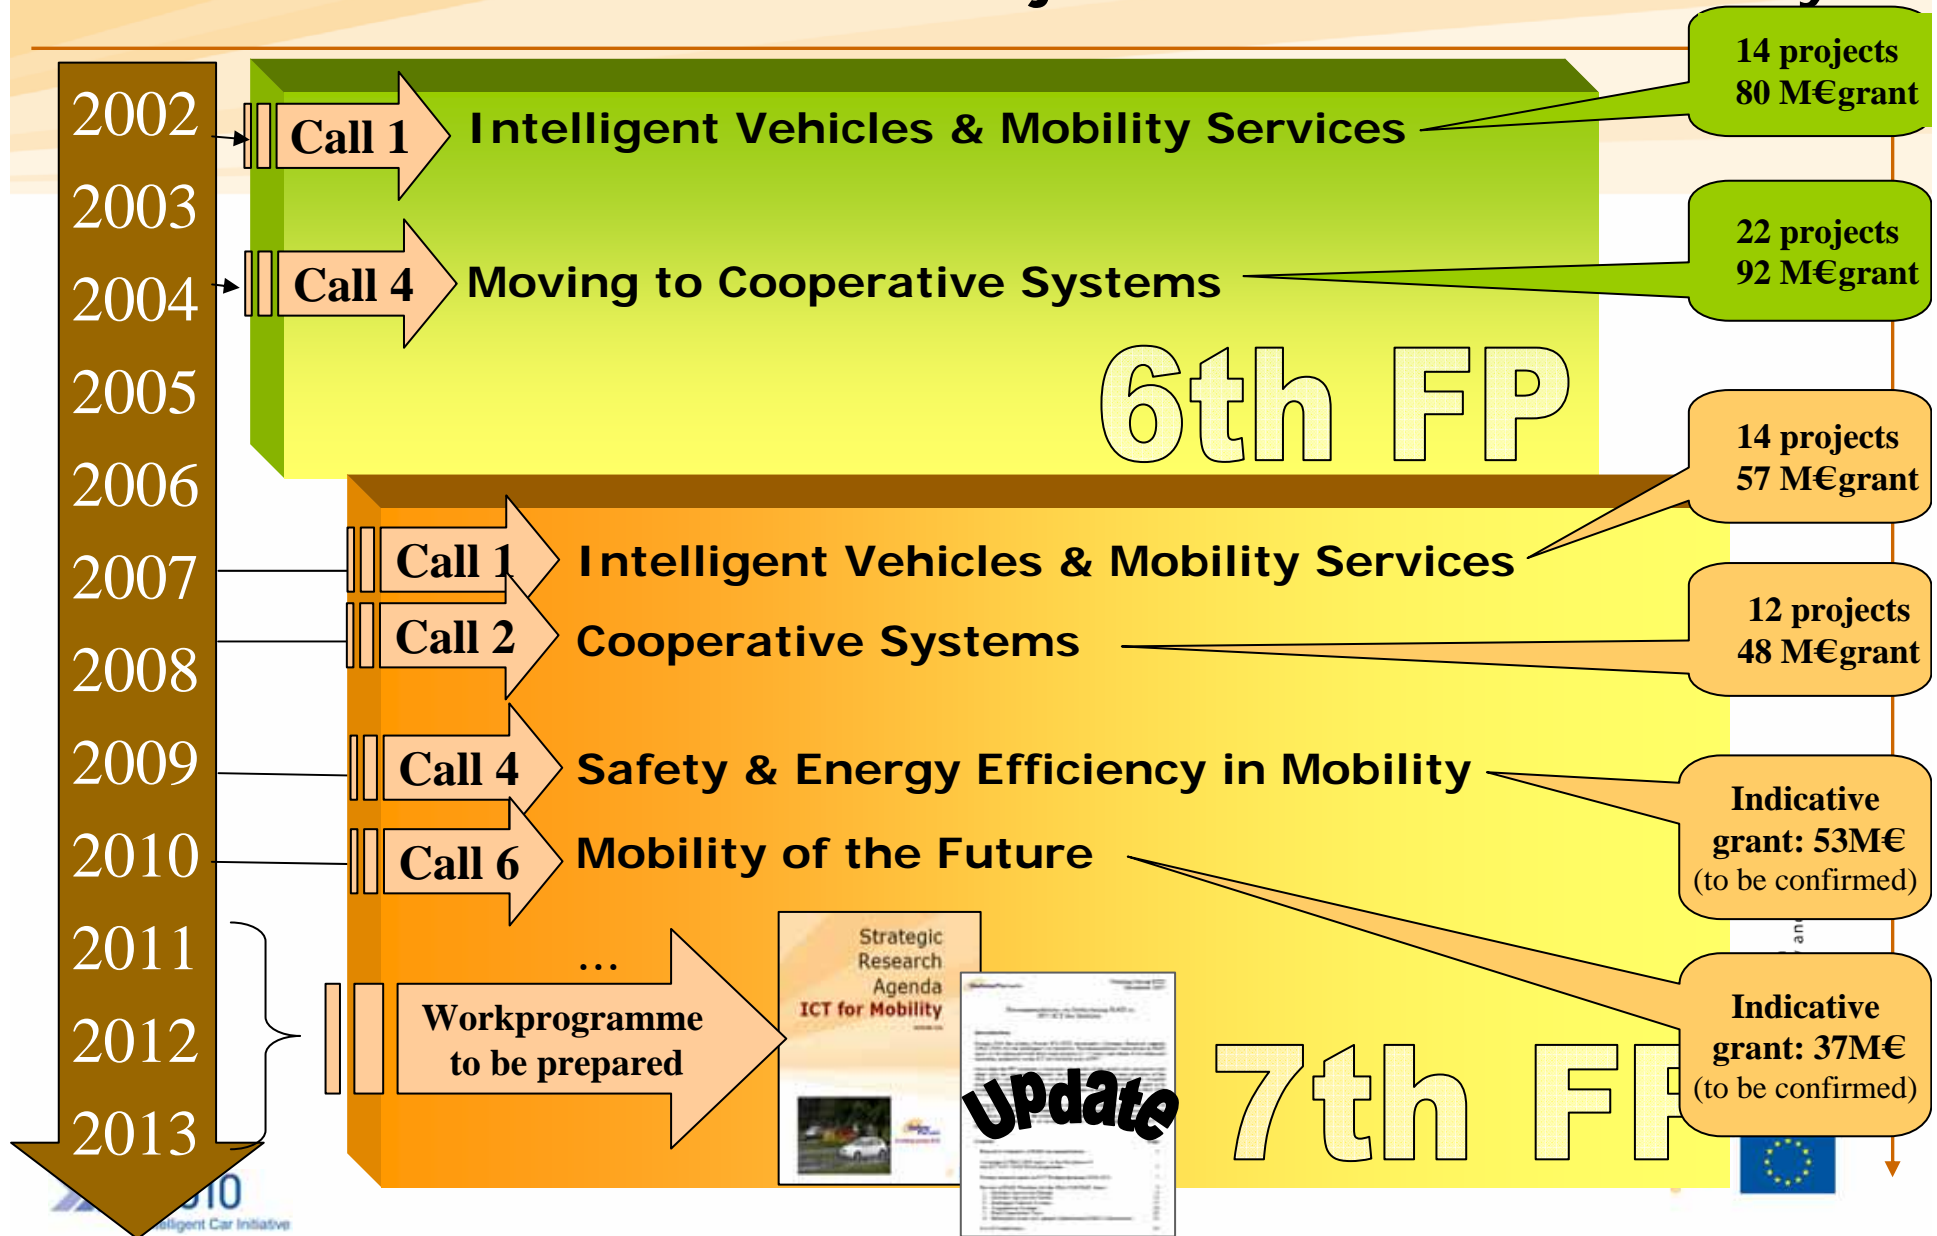 2002
2003
2004
2005
2006
2007
2008
2009
2010
2011
2012
2013
Call 1
Intelligent Vehicles & Mobility Services
14 projects
80 M€grant
Call 4
Moving to Cooperative Systems
22 projects
92 M€grant
6th FP
Call 1
Intelligent Vehicles & Mobility Services
14 projects
57 M€grant
Call 2
Cooperative Systems
12 projects
48 M€grant
Call 4
Safety & Energy Efficiency in Mobility
Indicative
grant: 53M€
(to be confirmed)
Call 6
Mobility of the Future
Indicative
grant: 37M€
(to be confirmed)
...
Workprogramme
to be prepared
Strategic
Research
Agenda
ICT for Mobility
Update
7th FP
Car Initiative